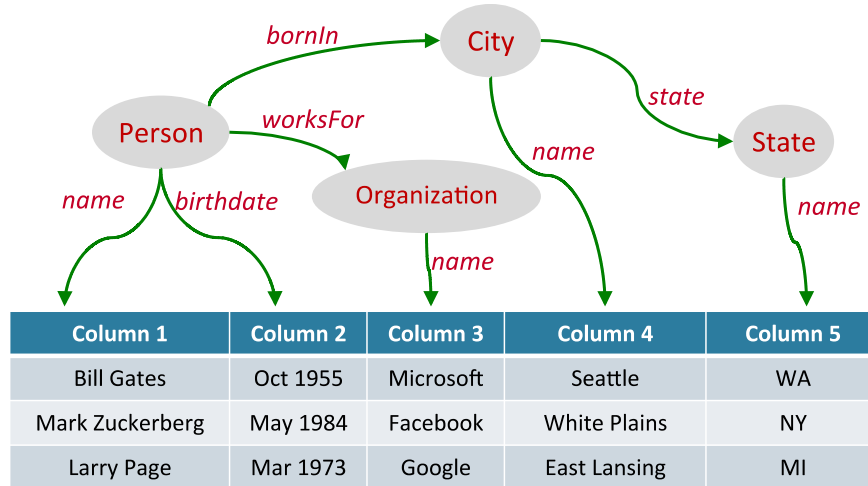 bornIn
City
Person
worksFor
state
State
name
Organization
name
birthdate
name
name
Column 1 Column 2 Column 3 Column 4 Column 5
Bill Gates Oct 1955 Microsoft Seattle WA
Mark Zuckerberg May 1984 Facebook White Plains NY
Larry Page Mar 1973 Google East Lansing MI